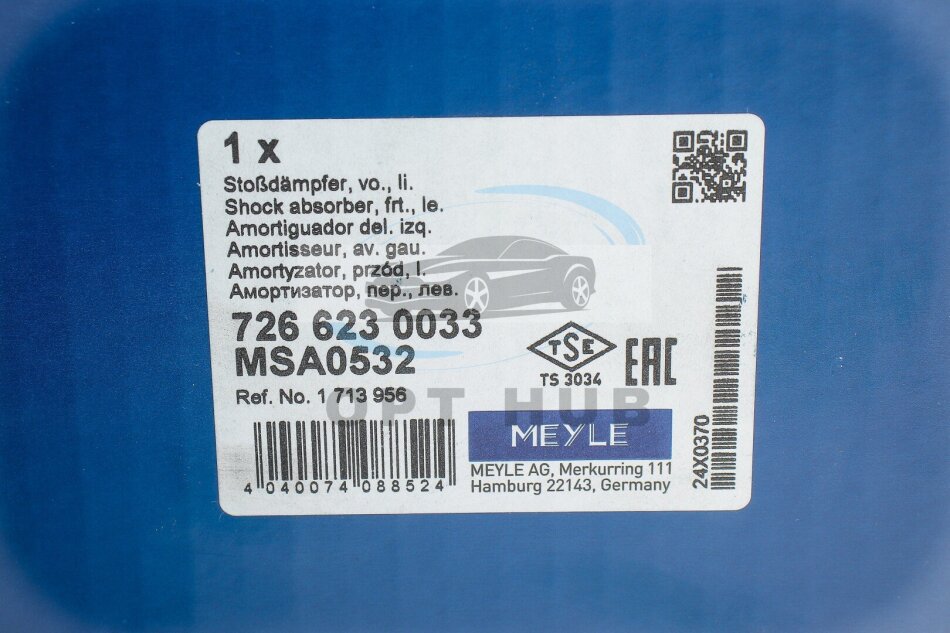 1 x
Stoßdämpfer, vo., li.
Shock absorber, frt., le.
Amortiguador del. izq.
Amortisseur, av. gau.
Amortyzator, przód, l.
Амортизатор, пер., лев.
726 623 0033
MSA0532
TSE
TS 3034
EAC
Ref. No. 1 713 956
OPT HUB
MEYLE
MEYLE AG, Merkurring 111
Hamburg 22143, Germany
4 040074 088524
24X0370